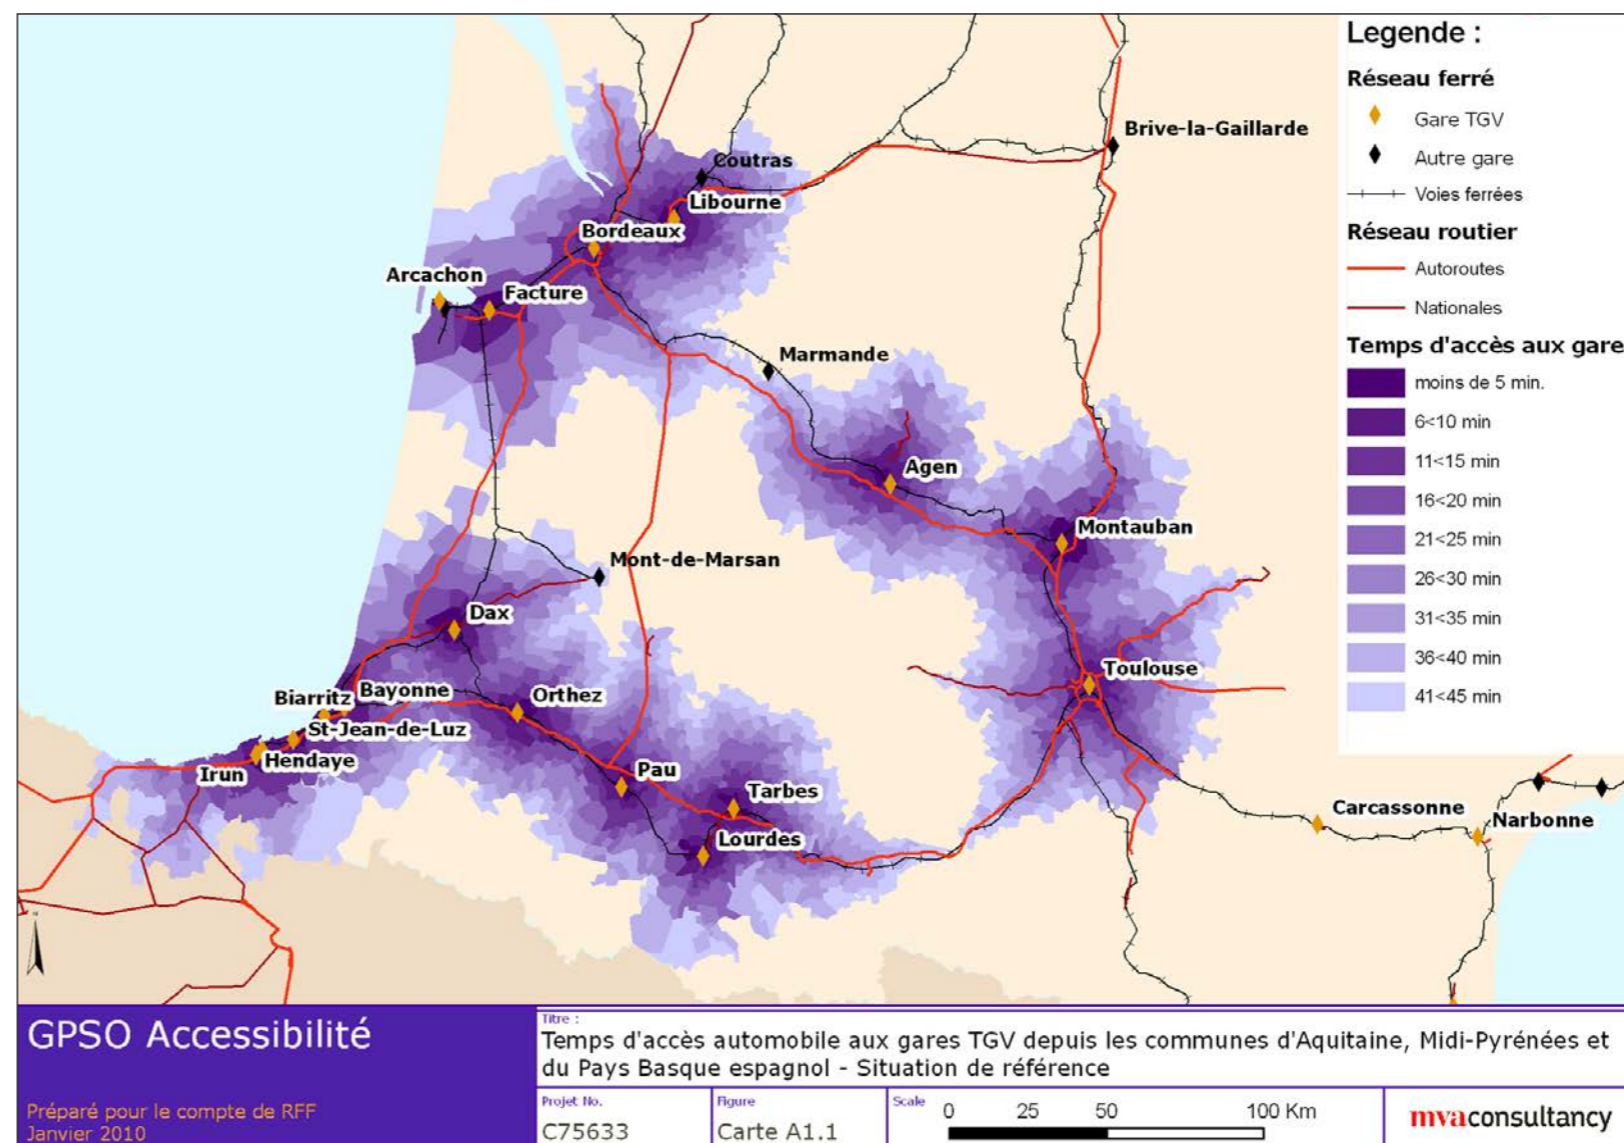 Legende :
Réseau ferré
Gare TGV
Autre gare
Voies ferrées
Réseau routier
Autoroutes
Nationales
Temps d'accès aux gare
moins de 5 min.
6<10 min
11<15 min
16<20 min
21<25 min
26<30 min
31<35 min
36<40 min
41<45 min
Brive-la-Gaillarde
Coutras
Libourne
Bordeaux
Arcachon
Facture
Marmande
Agen
Montauban
Mont-de-Marsan
Dax
Toulouse
Biarritz
Bayonne
Orthez
St-Jean-de-Luz
Irun
Hendaye
Pau
Tarbes
Lourdes
Carcassonne
Narbonne
GPSO Accessibilité
Préparé pour le compte de RFF
Janvier 2010
Titre :
Temps d'accès automobile aux gares TGV depuis les communes d'Aquitaine, Midi-Pyrénées et
du Pays Basque espagnol - Situation de référence
Projet No.
C75633
Figure
Carte A1.1
Scale
0 25 50 100 Km
mvaconsultancy